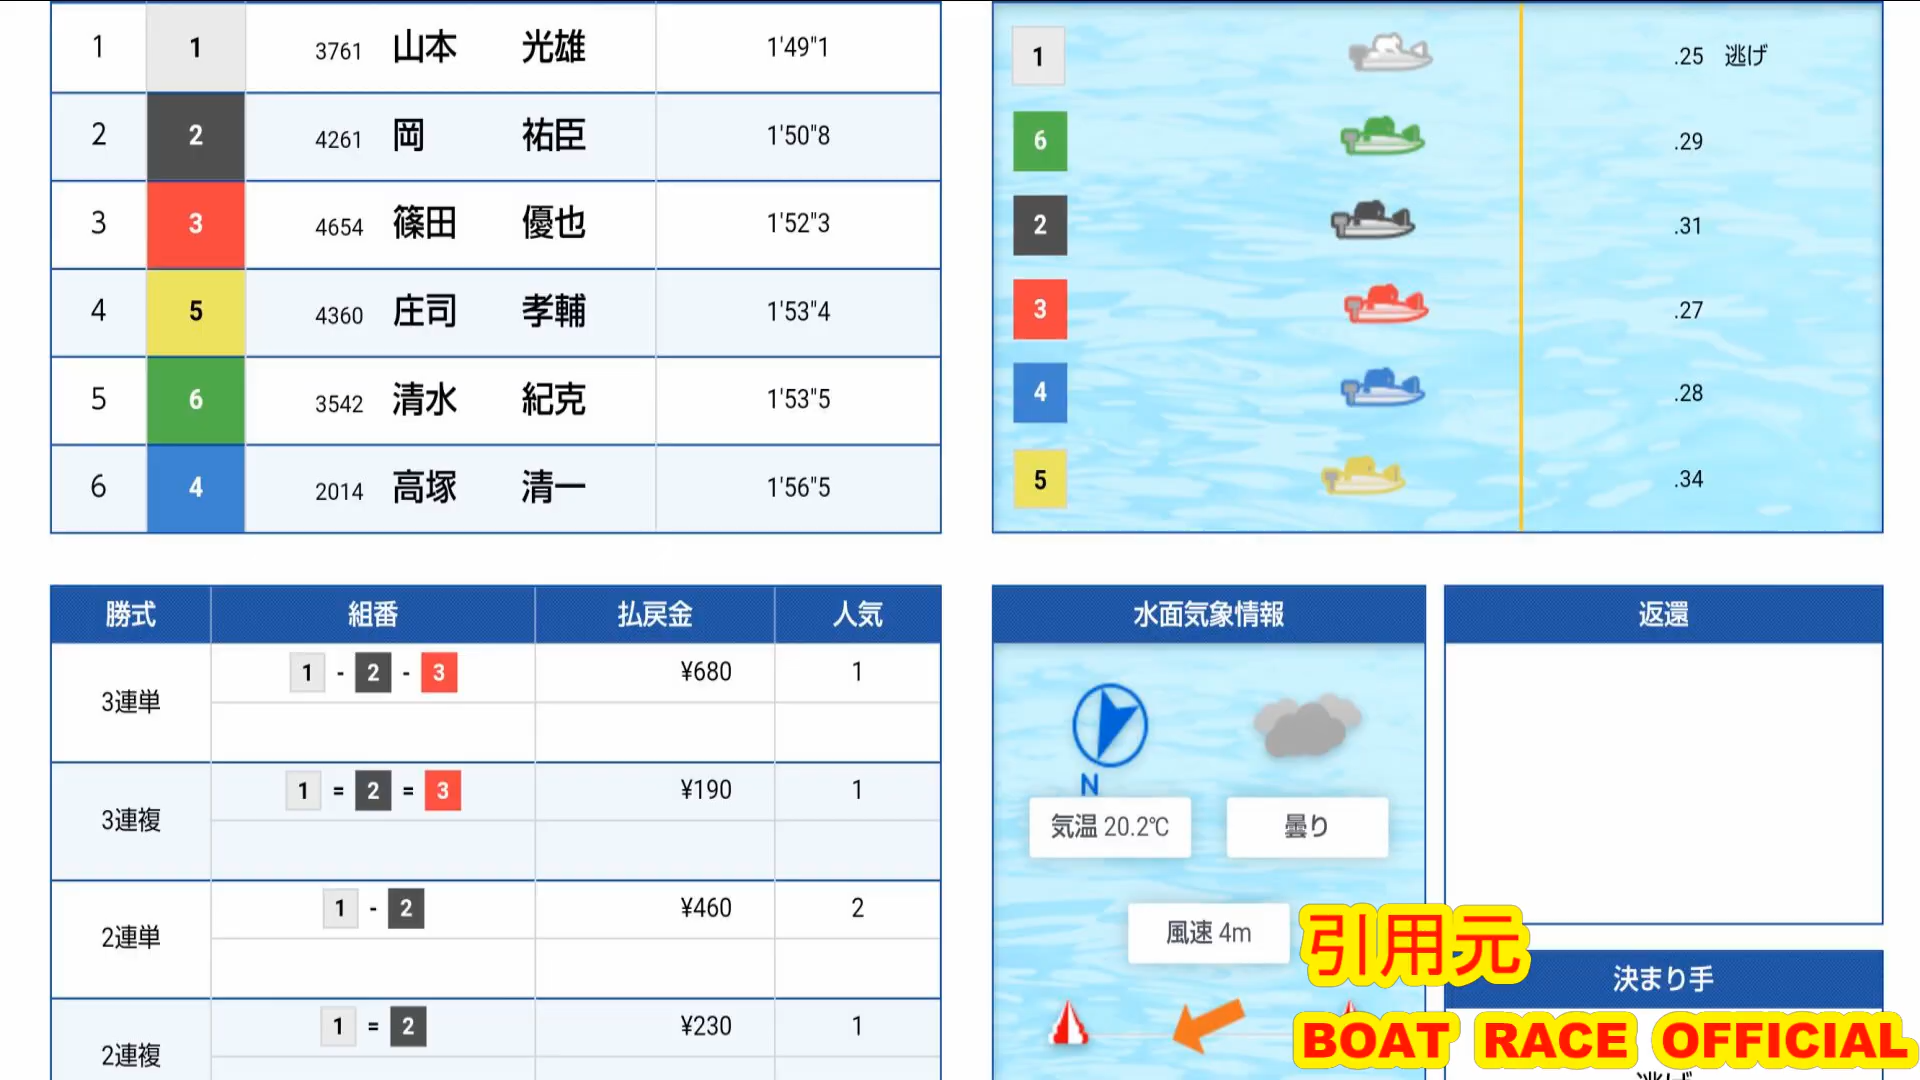 1 1 3761 山本 光雄 1'49"1
2 2 4261 岡 祐臣 1'50"8
3 3 4654 篠田 優也 1'52"3
4 5 4360 庄司 孝輔 1'53"4
5 6 3542 清水 紀克 1'53"5
6 4 2014 高塚 清一 1'56"5
1 .25 逃げ
6 .29
2 .31
3 .27
4 .28
5 .34
勝式 組番 払戻金 人気
3連単 1 - 2 - 3 ¥680 1
3連複 1 = 2 = 3 ¥190 1
2連単 1 - 2 ¥460 2
2連複 1 = 2 ¥230 1
水面気象情報
N
気温 20.2℃
曇り
風速 4m
返還
決まり手
逃げ
引用元
BOAT RACE OFFICIAL